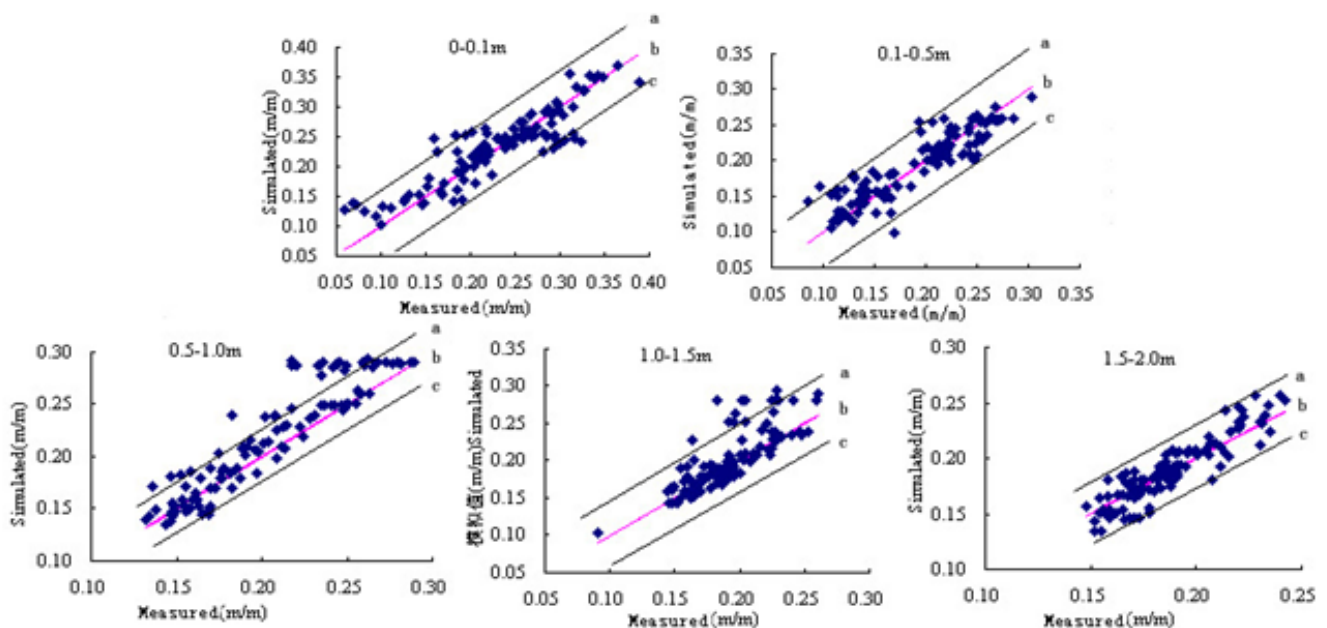 0-0.1m
a
b
c
0.40
0.35
0.30
0.25
0.20
0.15
0.10
0.05
Simulated(m/m)
0.05 0.10 0.15 0.20 0.25 0.30 0.35 0.40
Measured(m/m)
0.1-0.5m
a
b
c
0.35
0.30
0.25
0.20
0.15
0.10
0.05
Simulated(m/m)
0.05 0.10 0.15 0.20 0.25 0.30 0.35
Measured(m/m)
0.5-1.0m
a
b
c
0.30
0.25
0.20
0.15
0.10
Simulated(m/m)
0.10 0.15 0.20 0.25 0.30
Measured(m/m)
1.0-1.5m
a
b
c
0.35
0.30
0.25
0.20
0.15
0.10
0.05
模拟值(m/m)Simulated
0.05 0.10 0.15 0.20 0.25 0.30
Measured(m/m)
1.5-2.0m
a
b
c
0.30
0.25
0.20
0.15
0.10
Simulated(m/m)
0.10 0.15 0.20 0.25
Measured(m/m)